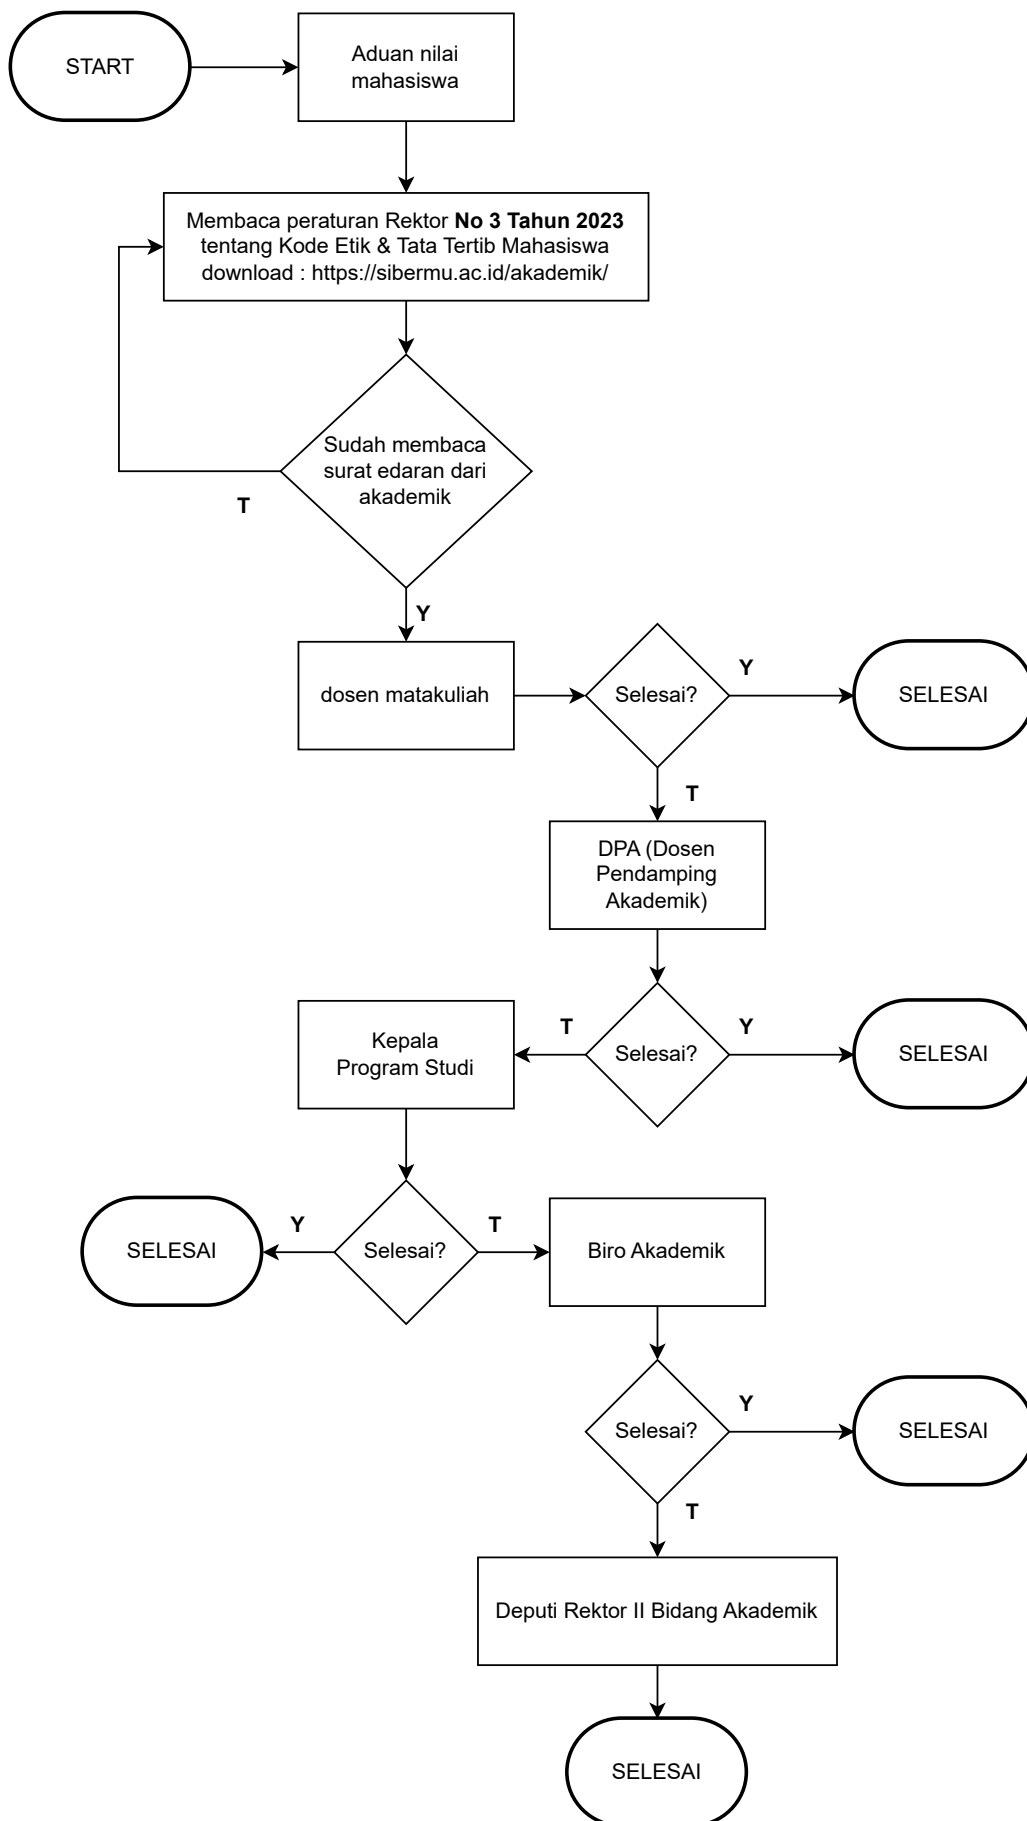 START
Aduan nilai
mahasiswa
Membaca peraturan Rektor No 3 Tahun 2023
tentang Kode Etik & Tata Tertib Mahasiswa
download : https://sibermu.ac.id/akademik/
Sudah membaca
surat edaran dari
akademik
T
Y
dosen matakuliah
Selesai?
Y
SELESAI
T
DPA (Dosen
Pendamping
Akademik)
Kepala
Program Studi
T
Selesai?
Y
SELESAI
SELESAI
Y
Selesai?
T
Biro Akademik
Selesai?
Y
SELESAI
T
Deputi Rektor II Bidang Akademik
SELESAI